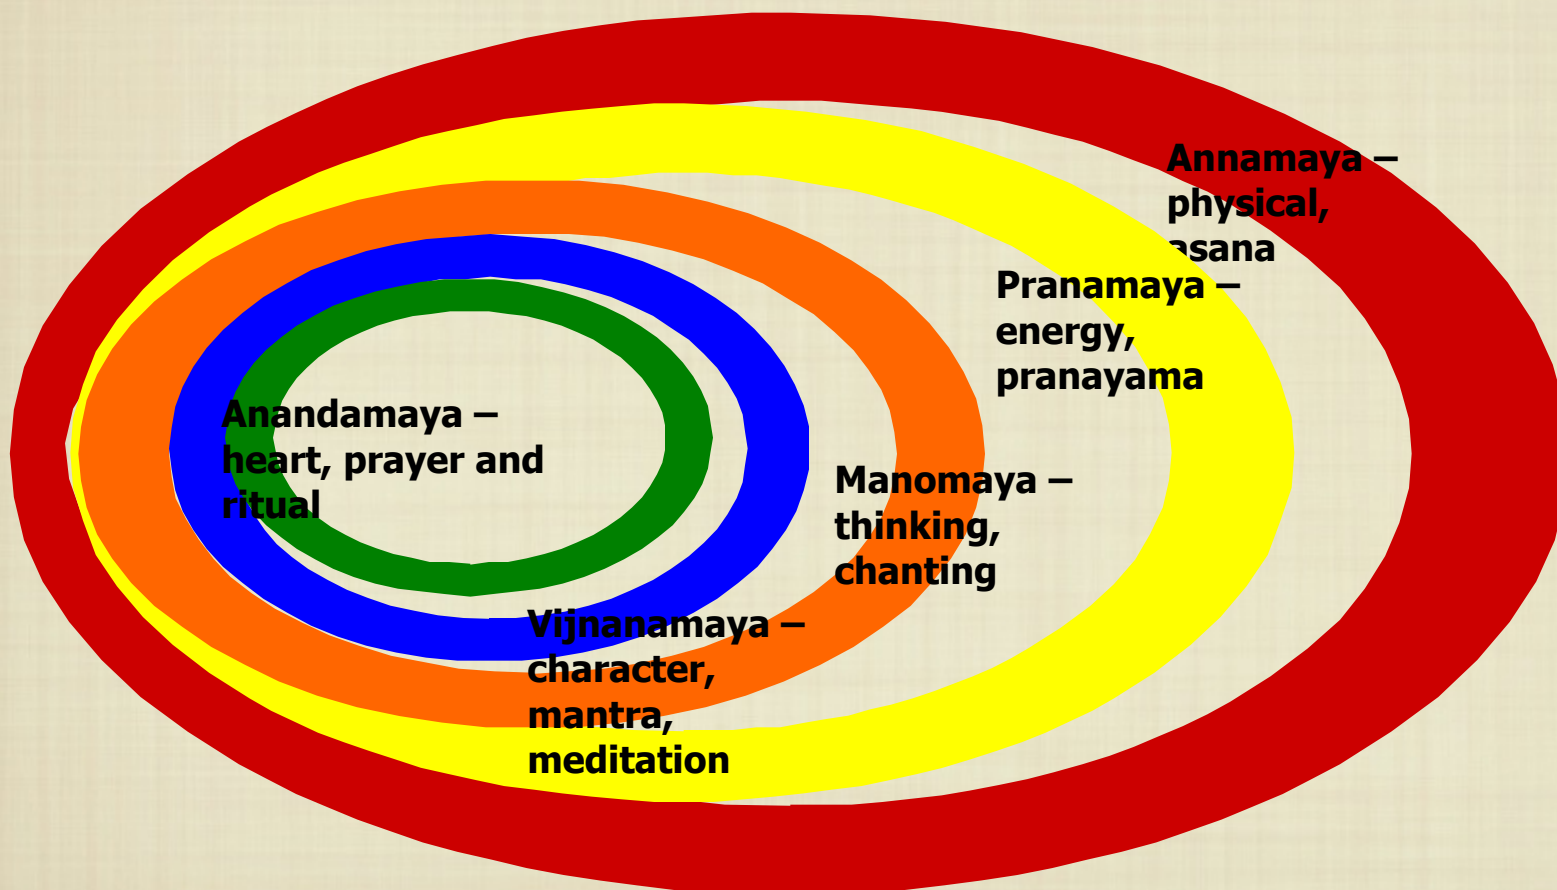 Annamaya –
physical,
asana
Pranamaya –
energy,
pranayama
Anandamaya –
heart, prayer and
ritual
Manomaya –
thinking,
chanting
Vijnanamaya –
character,
mantra,
meditation